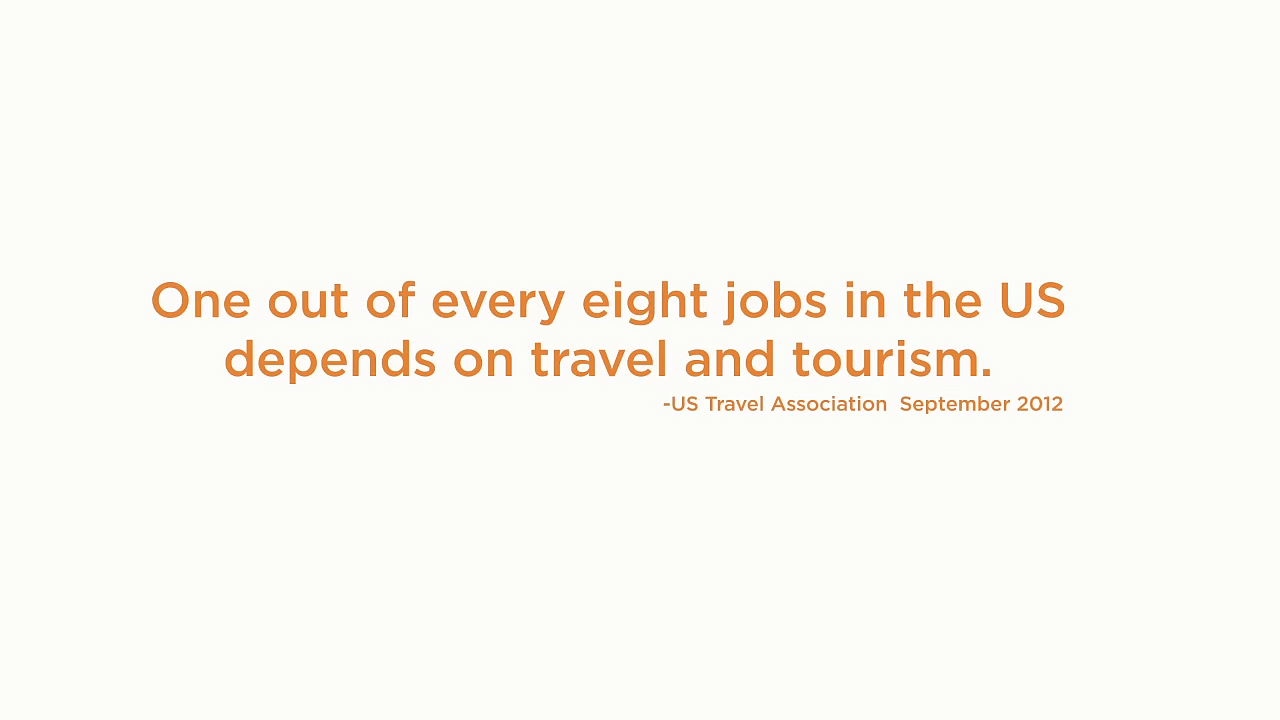 One out of every eight jobs in the US
depends on travel and tourism.
-US Travel Association  September 2012